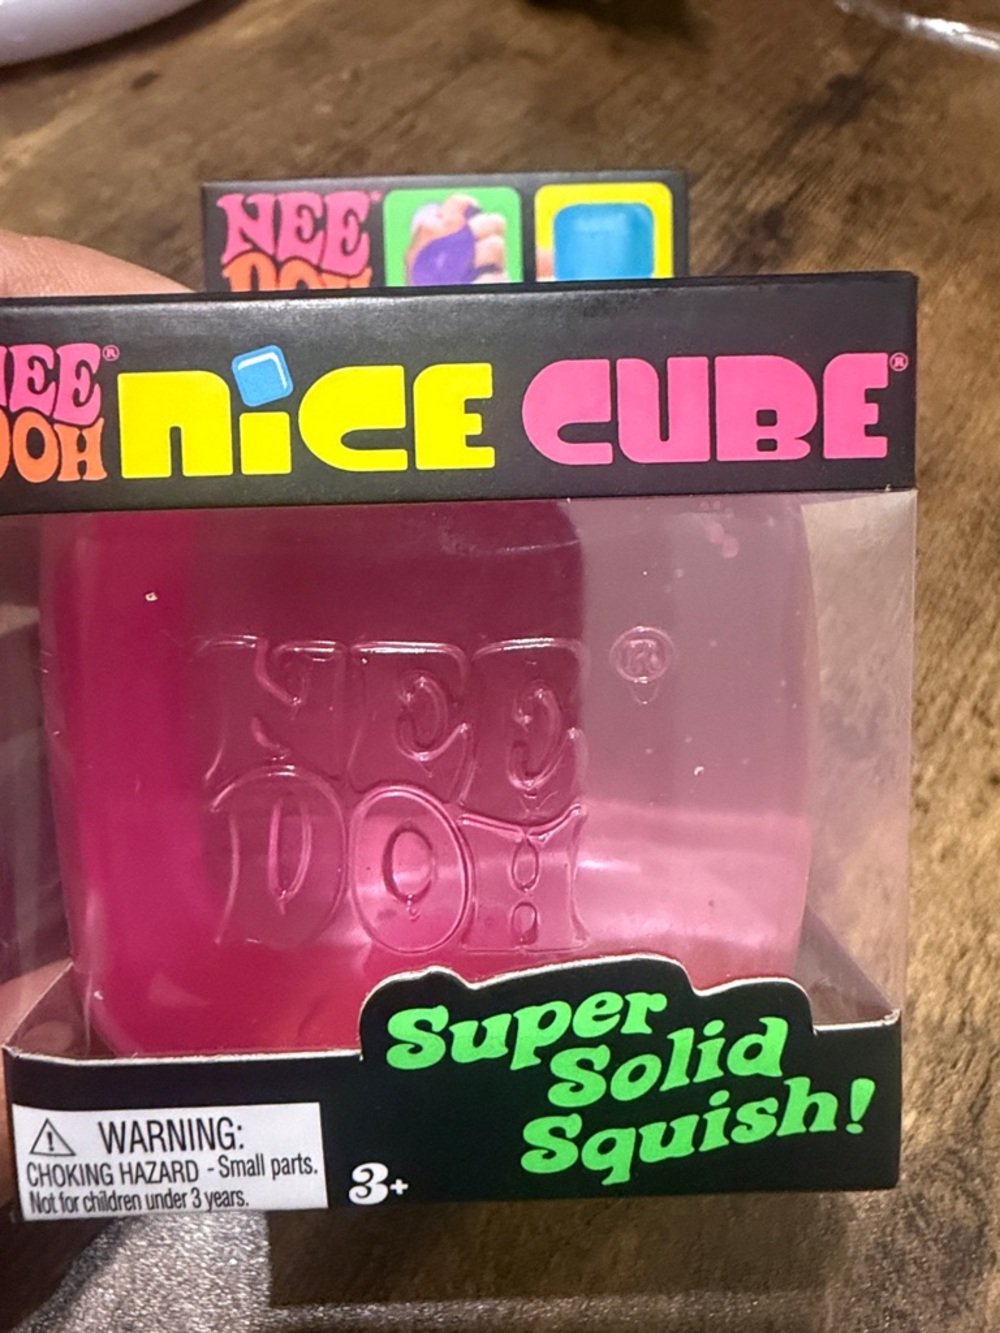 NEE
DOH
NEE®
DOH
NiCE CUBE®
NEE®
DOH
Super
Solid
Squish!
⚠ WARNING:
CHOKING HAZARD - Small parts.
Not for children under 3 years.
3+